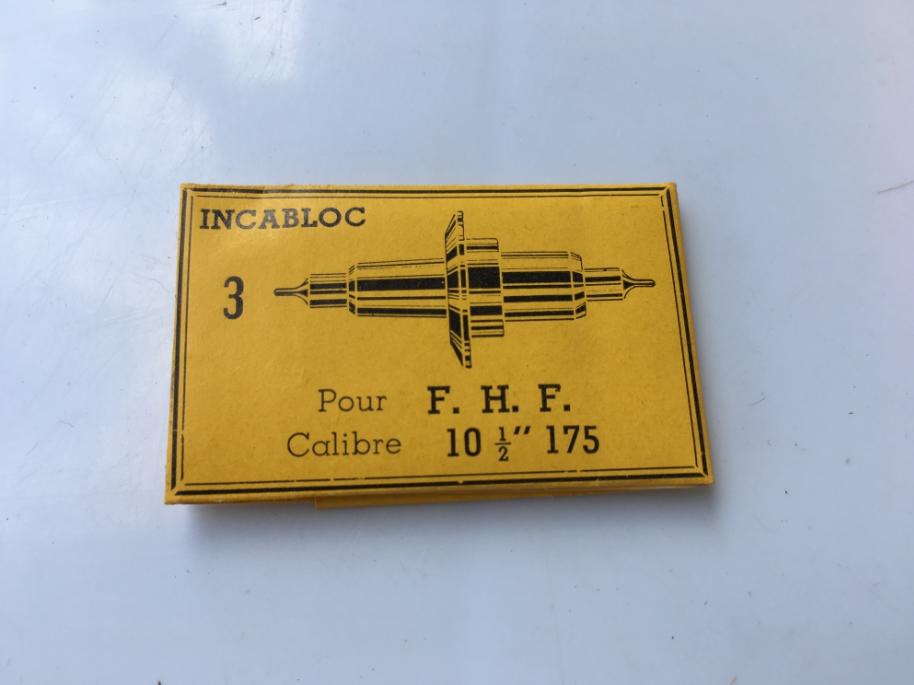 INCABLOC
3
Pour F. H. F.
Calibre 10 ½″ 175